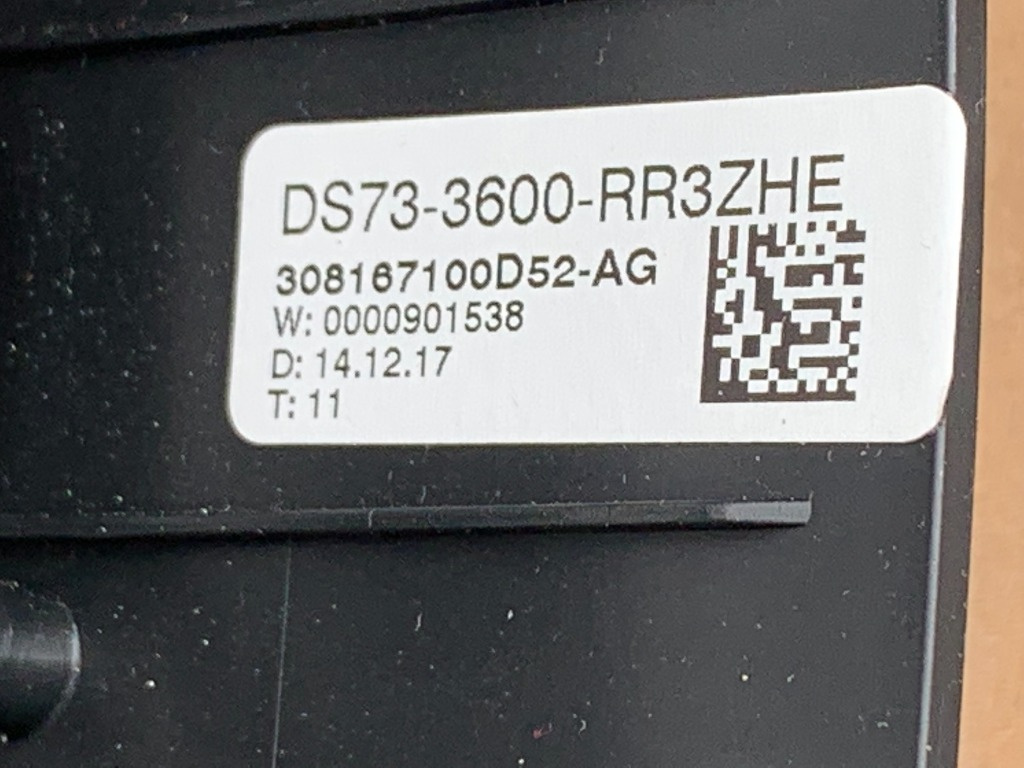 DS73-3600-RR3ZHE
308167100D52-AG
W: 0000901538
D: 14.12.17
T: 11